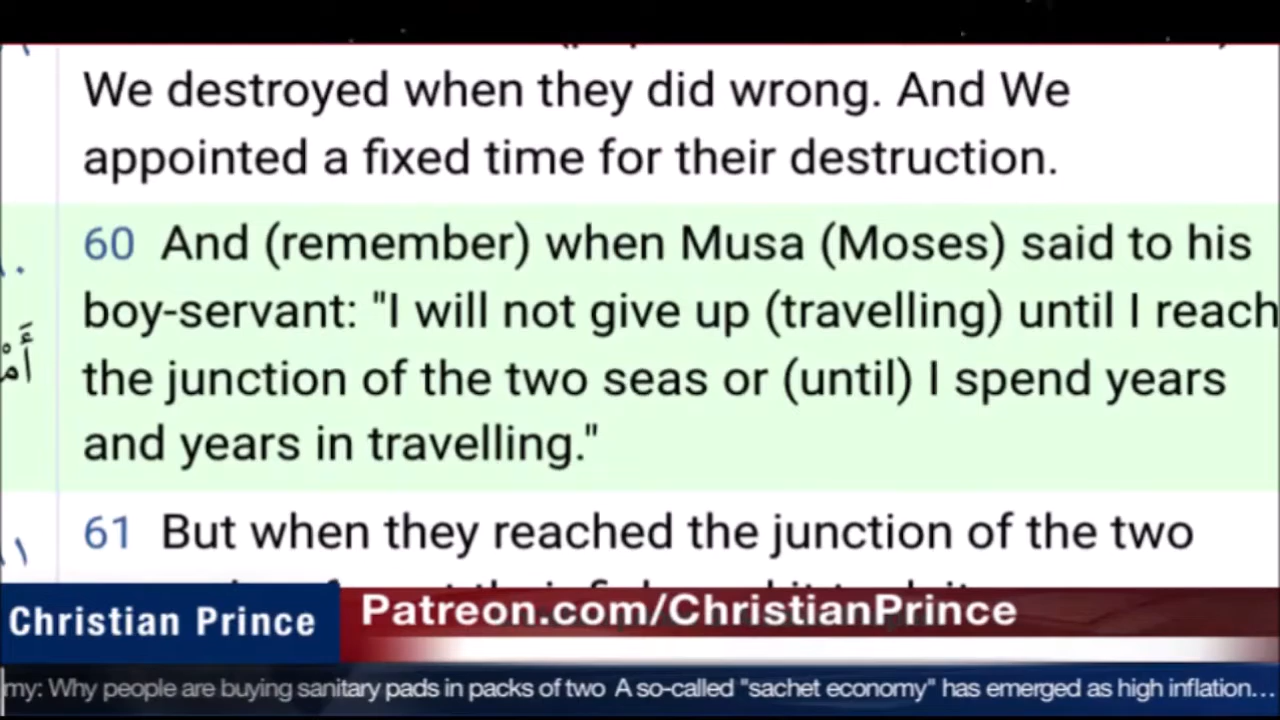 We destroyed when they did wrong. And We
appointed a fixed time for their destruction.
60 And (remember) when Musa (Moses) said to his
boy-servant: "I will not give up (travelling) until I reach
the junction of the two seas or (until) I spend years
and years in travelling."
61 But when they reached the junction of the two
Christian Prince
Patreon.com/ChristianPrince
my: Why people are buying sanitary pads in packs of two A so-called "sachet economy" has emerged as high inflation...